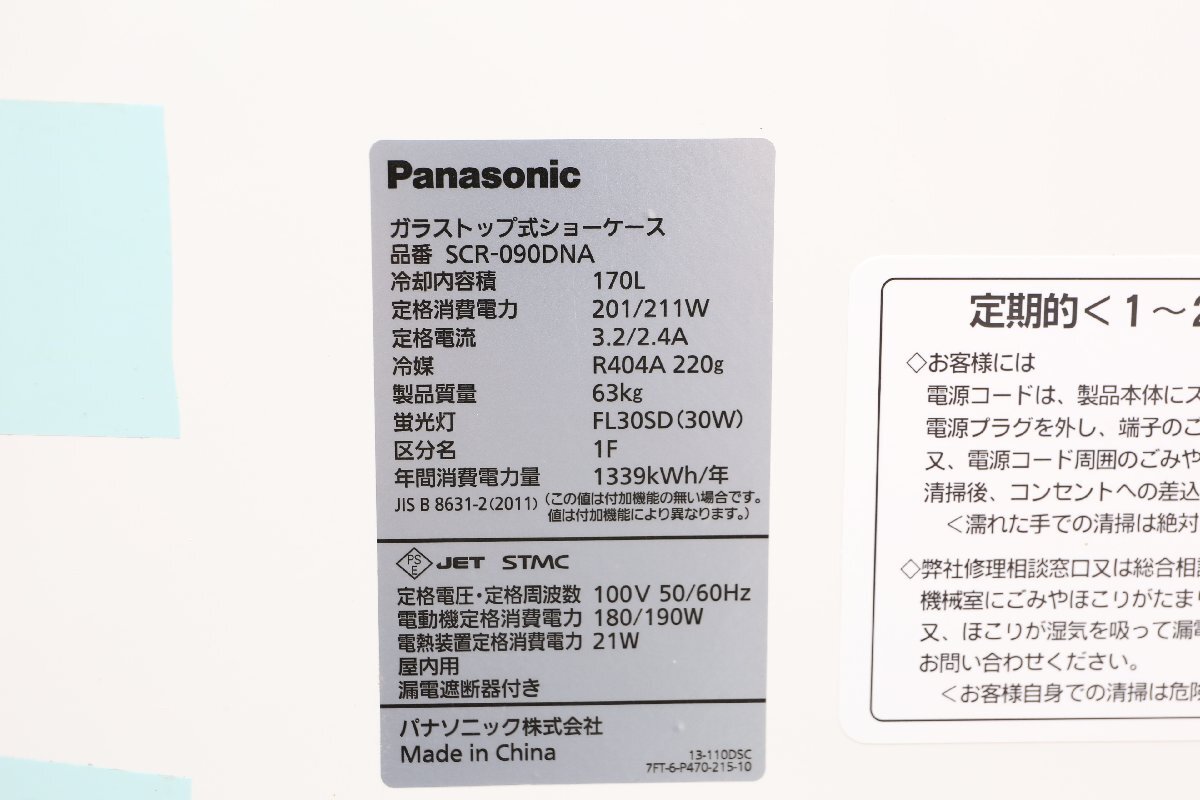 Panasonic
ガラストップ式ショーケース
品番 SCR-090DNA
冷却内容積 170L
定格消費電力 201/211W
定格電流 3.2/2.4A
冷媒 R404A 220g
製品質量 63kg
蛍光灯 FL30SD(30W)
区分名 1F
年間消費電力量 1339kWh/年
JIS B 8631-2(2011) (この値は付加機能の無い場合です。
値は付加機能により異なります。)
PS
E
JET STMC
定格電圧・定格周波数 100V 50/60Hz
電動機定格消費電力 180/190W
電熱装置定格消費電力 21W
屋内用
漏電遮断器付き
パナソニック株式会社
Made in China
13-110DSC
7FT-6-P470-215-10
定期的<1～2
◇お客様には
電源コードは、製品本体にス
電源プラグを外し、端子のご
又、電源コード周囲のごみや
清掃後、コンセントへの差込
<濡れた手での清掃は絶対
◇弊社修理相談窓口又は総合相談
機械室にごみやほこりがたまり
又、ほこりが湿気を吸って漏電
お問い合わせください。
<お客様自身での清掃は危険